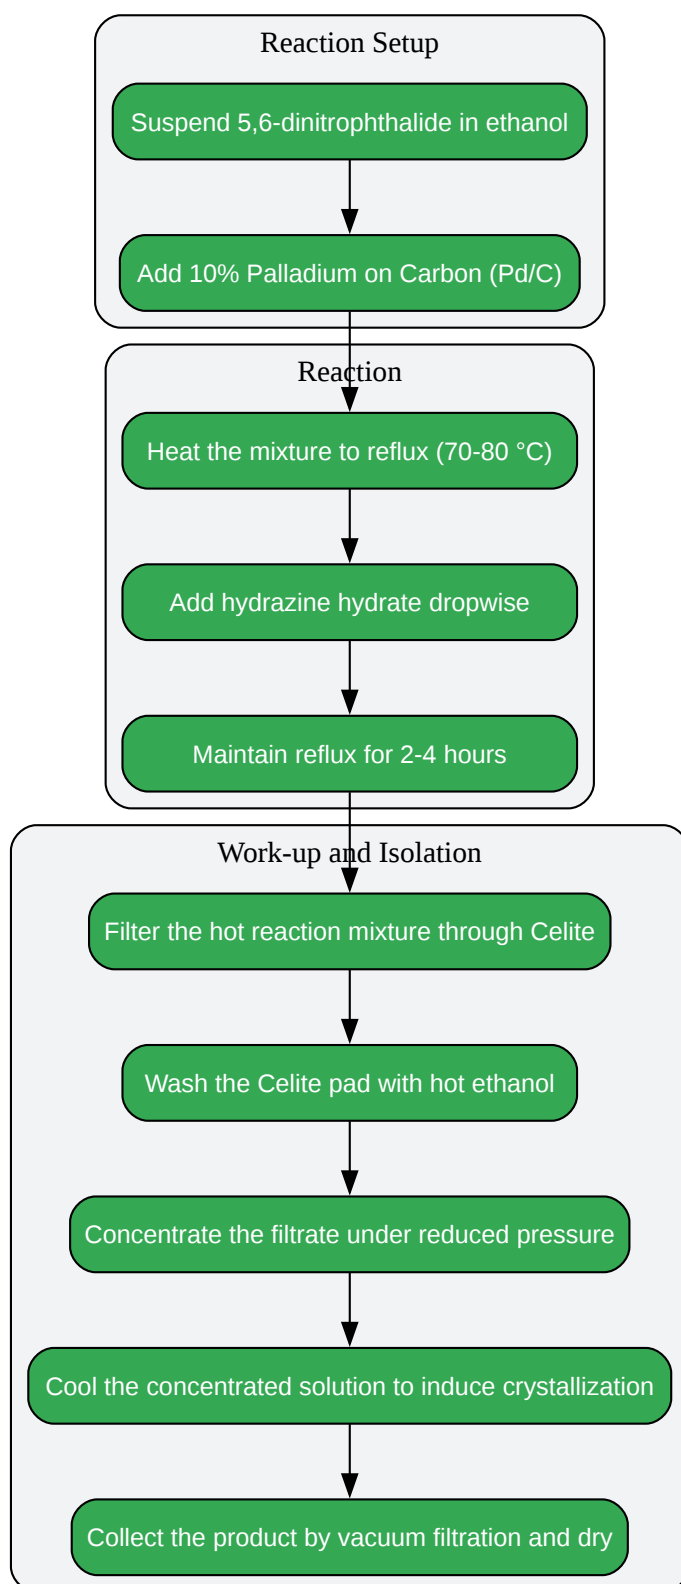 Reaction Setup
Suspend 5,6-dinitrophthalide in ethanol
Add 10% Palladium on Carbon (Pd/C)
Reaction
Heat the mixture to reflux (70-80 °C)
Add hydrazine hydrate dropwise
Maintain reflux for 2-4 hours
Work-up and Isolation
Filter the hot reaction mixture through Celite
Wash the Celite pad with hot ethanol
Concentrate the filtrate under reduced pressure
Cool the concentrated solution to induce crystallization
Collect the product by vacuum filtration and dry